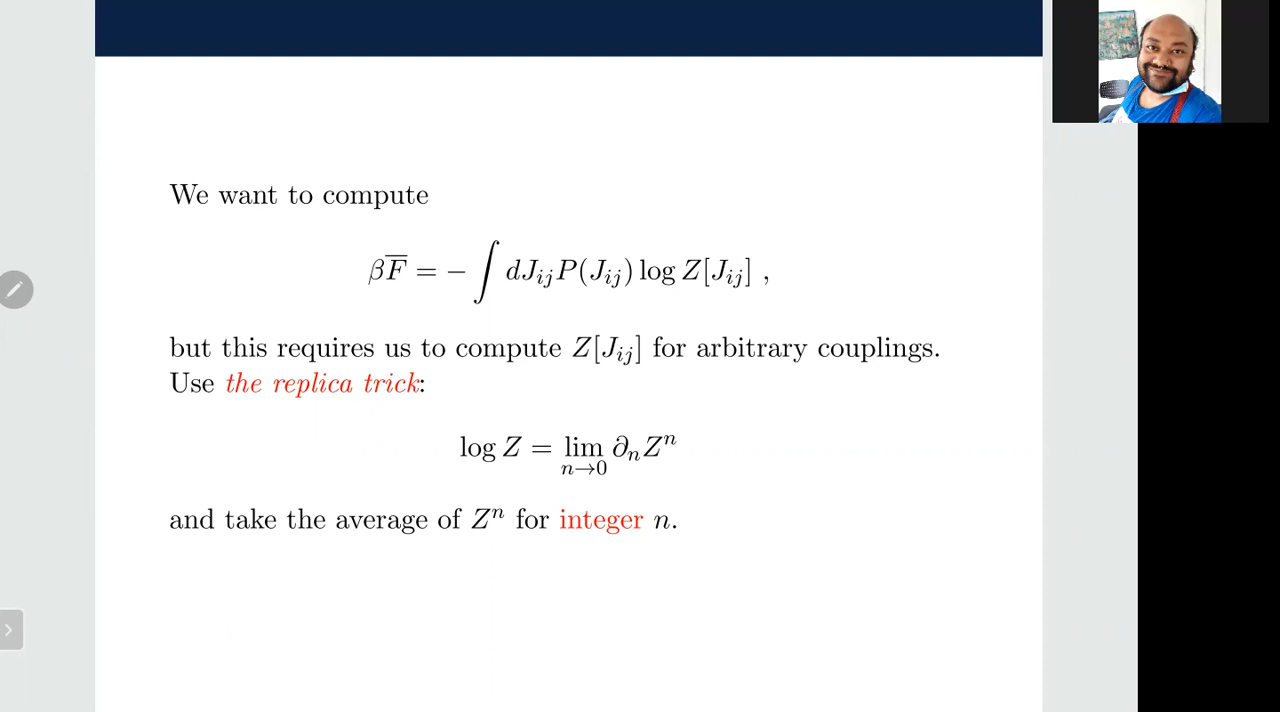 We want to compute
βF̅ = − ∫ dJ_{ij}P(J_{ij}) log Z[J_{ij}] ,
but this requires us to compute Z[J_{ij}] for arbitrary couplings.
Use the replica trick:
log Z = lim_{n→0} ∂_n Z^n
and take the average of Z^n for integer n.